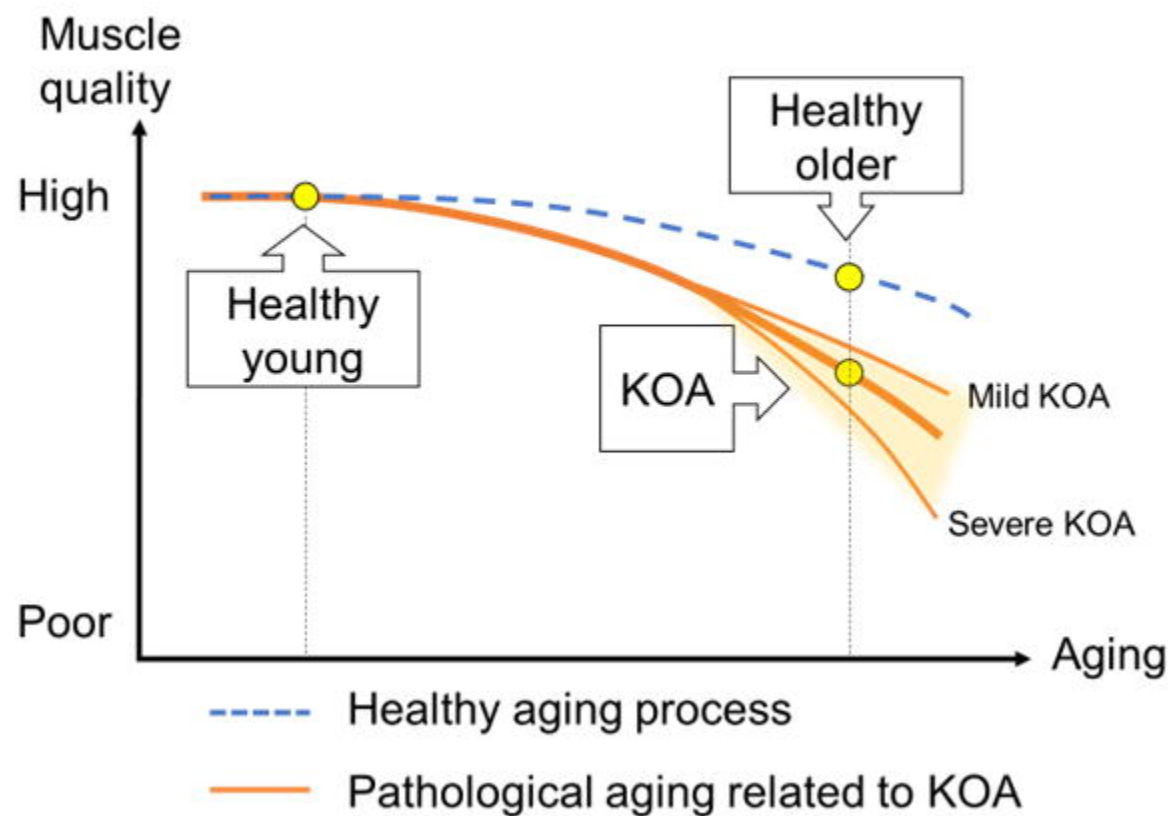 Muscle
quality
High
Healthy
older
Healthy
young
KOA
Mild KOA
Severe KOA
Poor
Aging
Healthy aging process
Pathological aging related to KOA